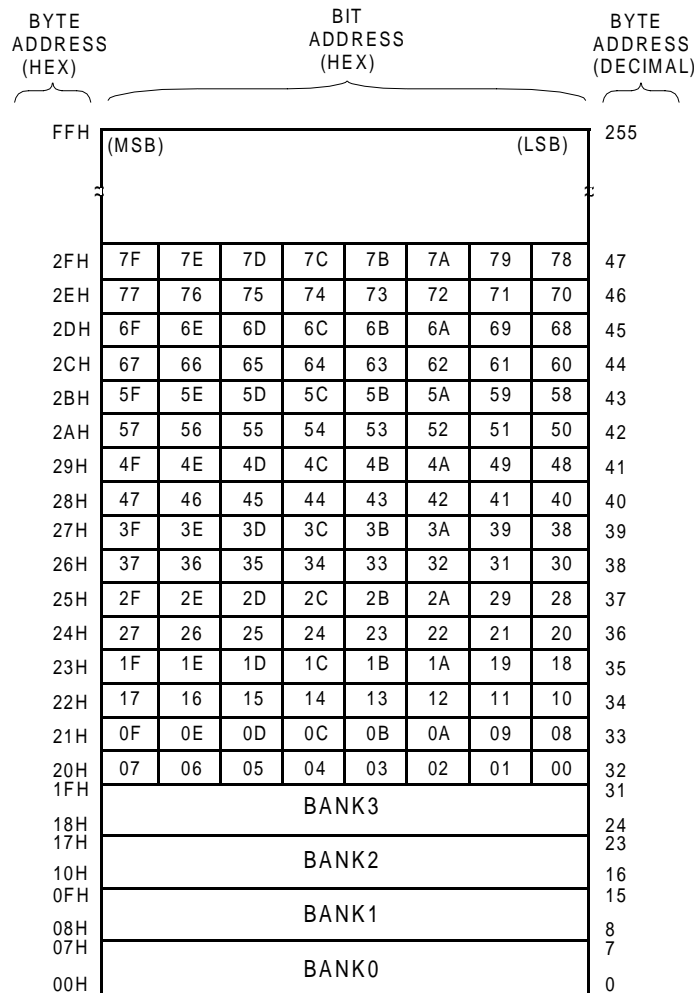 BYTE ADDRESS (HEX)
BIT ADDRESS (HEX)
BYTE ADDRESS (DECIMAL)
FFH (MSB) (LSB) 255
2FH 7F 7E 7D 7C 7B 7A 79 78 47
2EH 77 76 75 74 73 72 71 70 46
2DH 6F 6E 6D 6C 6B 6A 69 68 45
2CH 67 66 65 64 63 62 61 60 44
2BH 5F 5E 5D 5C 5B 5A 59 58 43
2AH 57 56 55 54 53 52 51 50 42
29H 4F 4E 4D 4C 4B 4A 49 48 41
28H 47 46 45 44 43 42 41 40 40
27H 3F 3E 3D 3C 3B 3A 39 38 39
26H 37 36 35 34 33 32 31 30 38
25H 2F 2E 2D 2C 2B 2A 29 28 37
24H 27 26 25 24 23 22 21 20 36
23H 1F 1E 1D 1C 1B 1A 19 18 35
22H 17 16 15 14 13 12 11 10 34
21H 0F 0E 0D 0C 0B 0A 09 08 33
20H 07 06 05 04 03 02 01 00 32
1FH 31
BANK3
18H 24
17H 23
BANK2
10H 16
0FH 15
BANK1
08H 8
07H 7
BANK0
00H 0